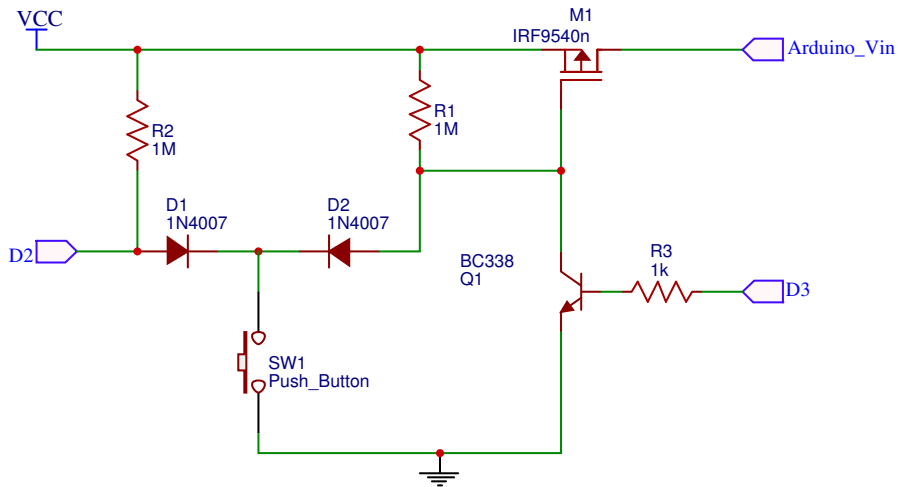 VCC
M1
IRF9540n
Arduino_Vin
R2
1M
R1
1M
D1
1N4007
D2
1N4007
D2
BC338
Q1
R3
1k
D3
SW1
Push_Button